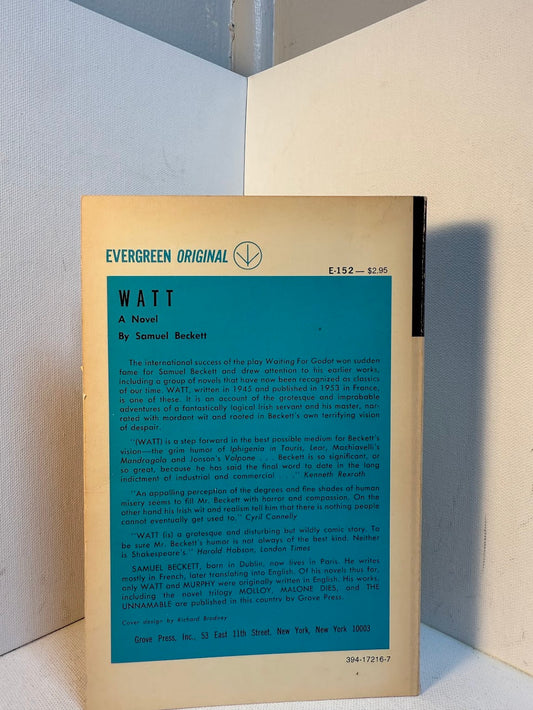 EVERGREEN ORIGINAL
E-152 — $2.95
WATT
A Novel
By Samuel Beckett
The international success of the play Waiting For Godot won sudden
fame for Samuel Beckett and drew attention to his earlier works,
including a group of novels that have now been recognized as classics
of our time. WATT, written in 1945 and published in 1953 in France,
is one of these. It is an account of the grotesque and improbable
adventures of a fantastically logical Irish servant and his master, nar-
rated with mordant wit and rooted in Beckett's own terrifying vision
of despair.
"(WATT) is a step forward in the best possible medium for Beckett's
vision—the grim humor of Iphigenia in Tauris, Lear, Machiavelli's
Mandragola and Jonson's Volpone . . . Beckett is so significant, or
so great, because he has said the final word to date in the long
indictment of industrial and commercial . . . ." Kenneth Rexroth
"An appalling perception of the degrees and fine shades of human
misery seems to fill Mr. Beckett with horror and compassion. On the
other hand his Irish wit and realism tell him that there is nothing people
cannot eventually get used to." Cyril Connelly
"WATT (is) a grotesque and disturbing but wildly comic story. To
be sure Mr. Beckett's humor is not always of the best kind. Neither
is Shakespeare's." Harold Hobson, London Times
SAMUEL BECKETT, born in Dublin, now lives in Paris. He writes
mostly in French, later translating into English. Of his novels thus far,
only WATT and MURPHY were originally written in English. His works,
including the novel trilogy MOLLOY, MALONE DIES, and THE
UNNAMABLE are published in this country by Grove Press.
Cover design by Richard Brodney
Grove Press, Inc., 53 East 11th Street, New York, New York 10003
394-17216-7